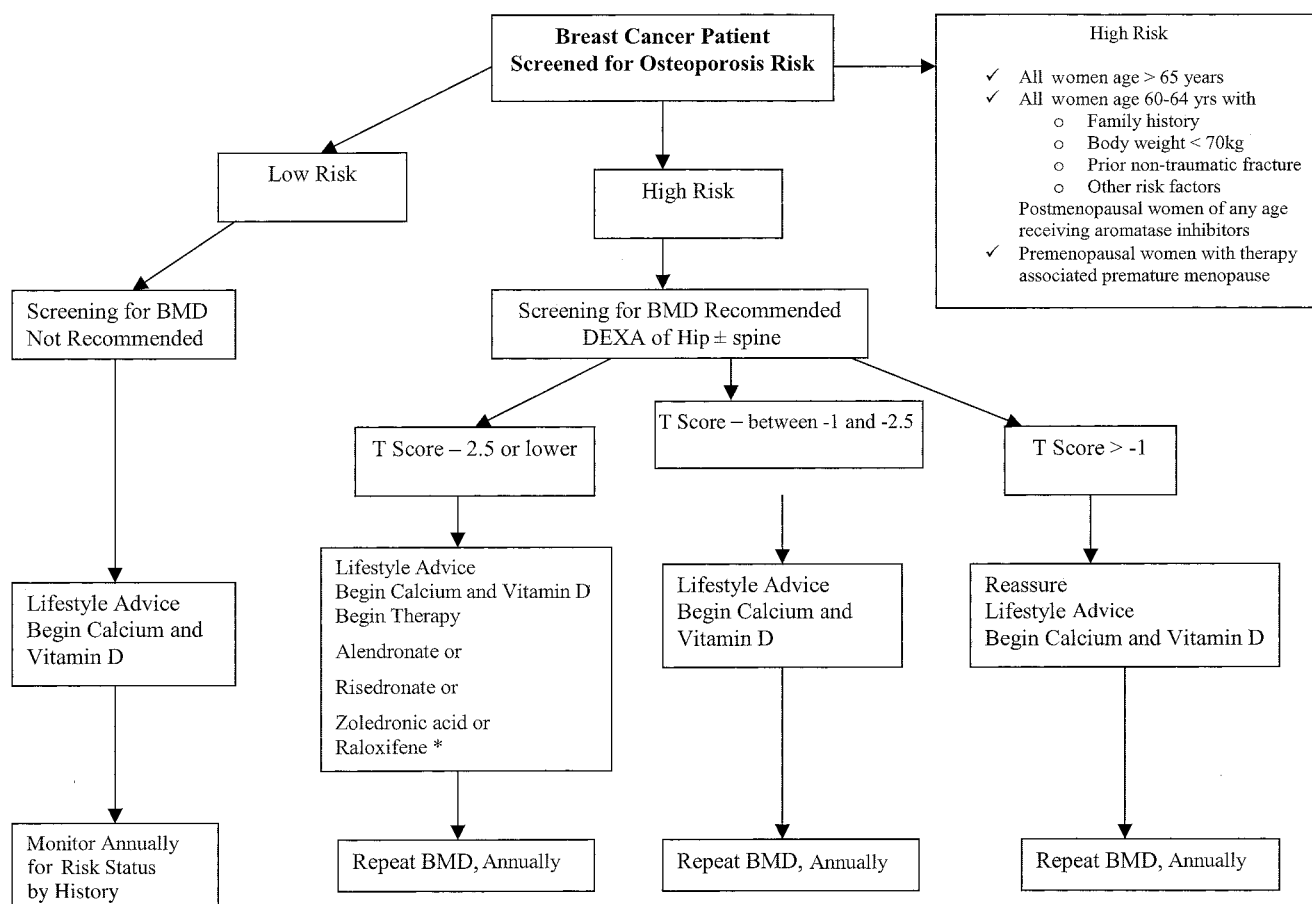 Breast Cancer Patient
Screened for Osteoporosis Risk
High Risk
✓ All women age > 65 years
✓ All women age 60-64 yrs with
o Family history
o Body weight < 70kg
o Prior non-traumatic fracture
o Other risk factors
Postmenopausal women of any age
receiving aromatase inhibitors
✓ Premenopausal women with therapy
associated premature menopause
Low Risk
High Risk
Screening for BMD
Not Recommended
Screening for BMD Recommended
DEXA of Hip ± spine
T Score – 2.5 or lower
T Score – between -1 and -2.5
T Score > -1
Lifestyle Advice
Begin Calcium and
Vitamin D
Lifestyle Advice
Begin Calcium and Vitamin D
Begin Therapy
Alendronate or
Risedronate or
Zoledronic acid or
Raloxifene *
Lifestyle Advice
Begin Calcium and
Vitamin D
Reassure
Lifestyle Advice
Begin Calcium and Vitamin D
Monitor Annually
for Risk Status
by History
Repeat BMD, Annually
Repeat BMD, Annually
Repeat BMD, Annually